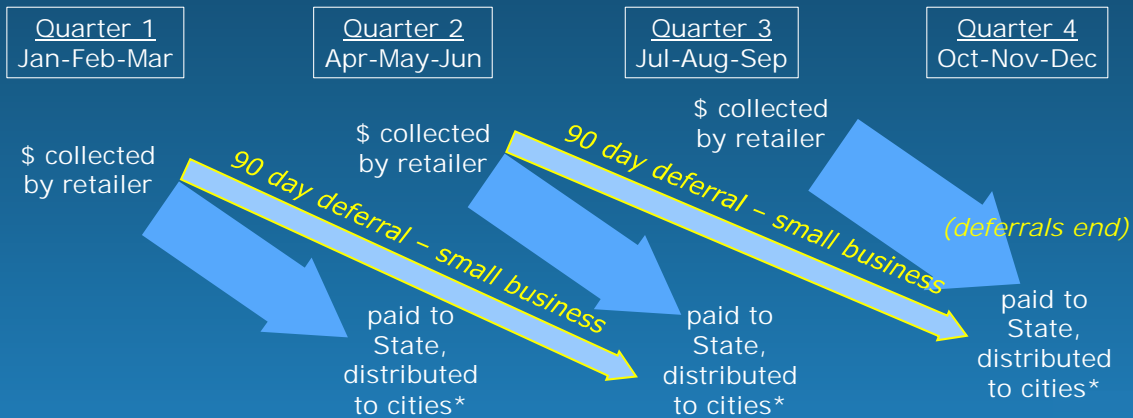 Quarter 1
Jan-Feb-Mar
Quarter 2
Apr-May-Jun
Quarter 3
Jul-Aug-Sep
Quarter 4
Oct-Nov-Dec
$ collected
by retailer
90 day deferral – small business
$ collected
by retailer
90 day deferral – small business
$ collected
by retailer
(deferrals end)
paid to
State,
distributed
to cities*
paid to
State,
distributed
to cities*
paid to
State,
distributed
to cities*